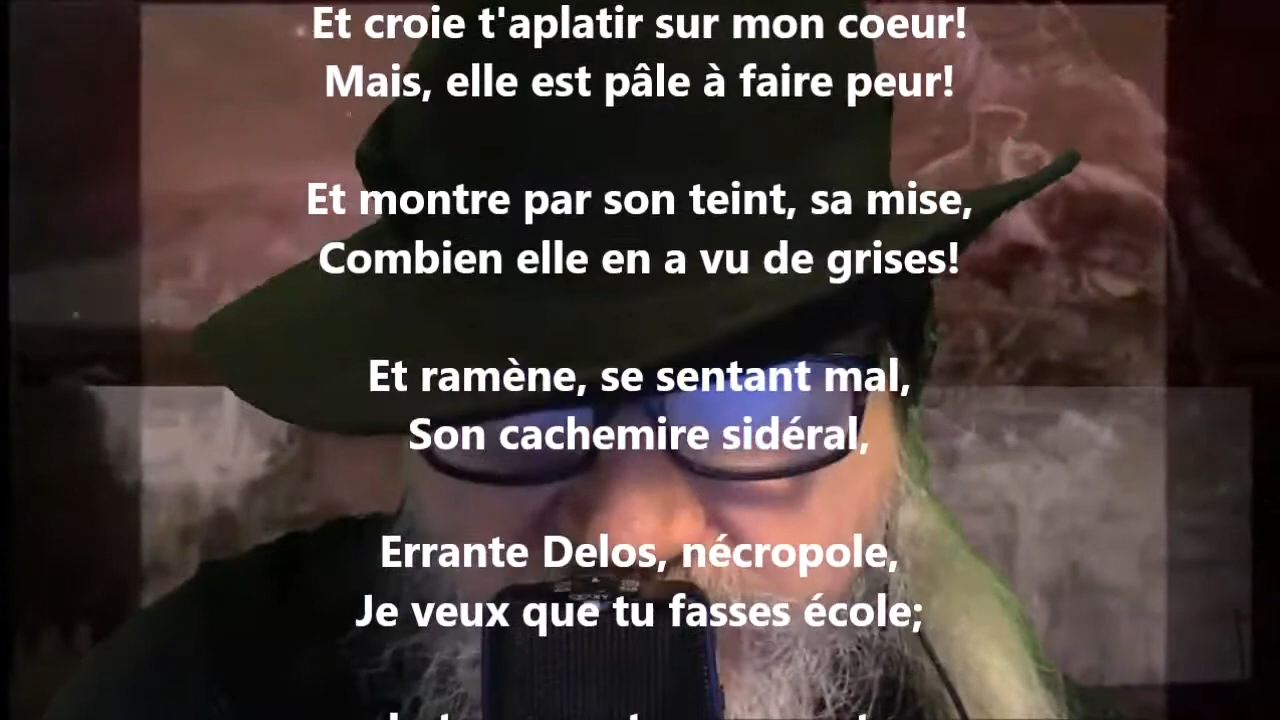 Et croie t'aplatir sur mon coeur!
Mais, elle est pâle à faire peur!
Et montre par son teint, sa mise,
Combien elle en a vu de grises!
Et ramène, se sentant mal,
Son cachemire sidéral,
Errante Delos, nécropole,
Je veux que tu fasses école;